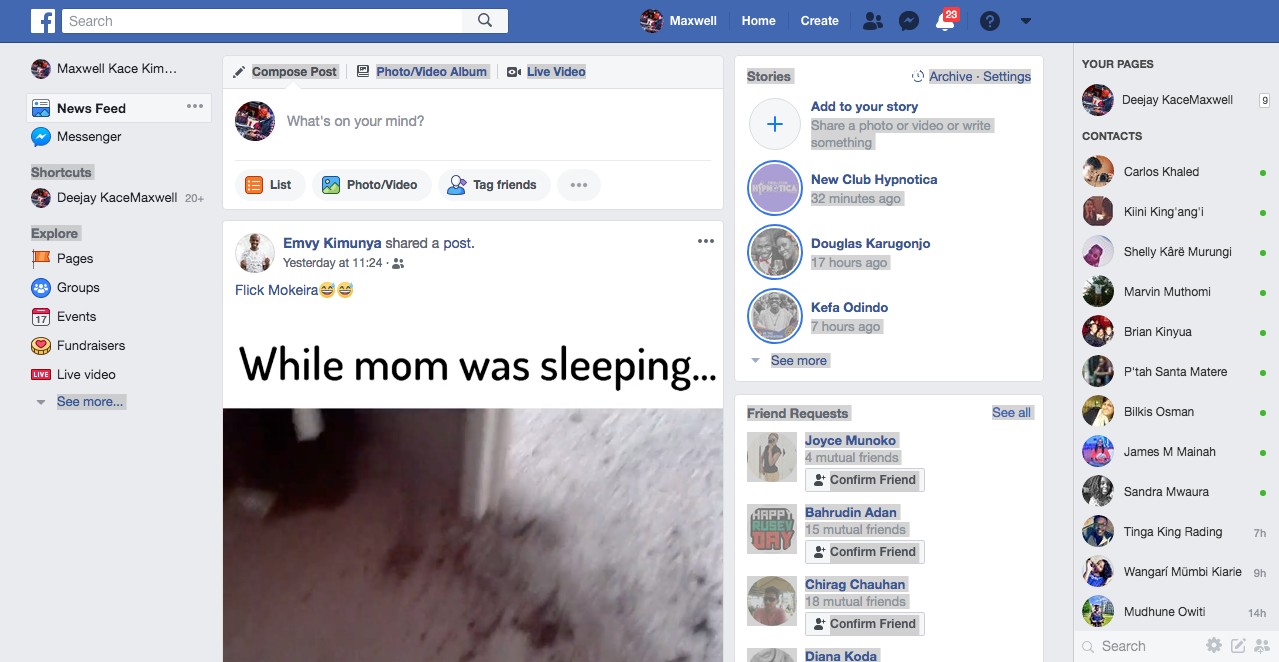 Search
Maxwell
Home
Create
23
Maxwell Kace Kim…
News Feed
Messenger
Shortcuts
Deejay KaceMaxwell 20+
Explore
Pages
Groups
17 Events
Fundraisers
LIVE Live video
See more...
Compose Post
Photo/Video Album
Live Video
What's on your mind?
List
Photo/Video
Tag friends
Emvy Kimunya shared a post.
Yesterday at 11:24 ·
Flick Mokeira😅😅
While mom was sleeping...
Stories
Archive · Settings
Add to your story
Share a photo or video or write
something
HYPNOTICA
New Club Hypnotica
32 minutes ago
Douglas Karugonjo
17 hours ago
Kefa Odindo
7 hours ago
See more
Friend Requests
See all
Joyce Munoko
4 mutual friends
Confirm Friend
HAPPY
RUSEV
DAY
Bahrudin Adan
15 mutual friends
Confirm Friend
Chirag Chauhan
18 mutual friends
Confirm Friend
Diana Koda
YOUR PAGES
Deejay KaceMaxwell 9
CONTACTS
Carlos Khaled
Kiini King'ang'i
Shelly Kârë Murungi
Marvin Muthomi
Brian Kinyua
P'tah Santa Matere
Bilkis Osman
James M Mainah
Sandra Mwaura
Tinga King Rading 7h
Wangarí Mümbi Kiarie 9h
Mudhune Owiti 14h
Search